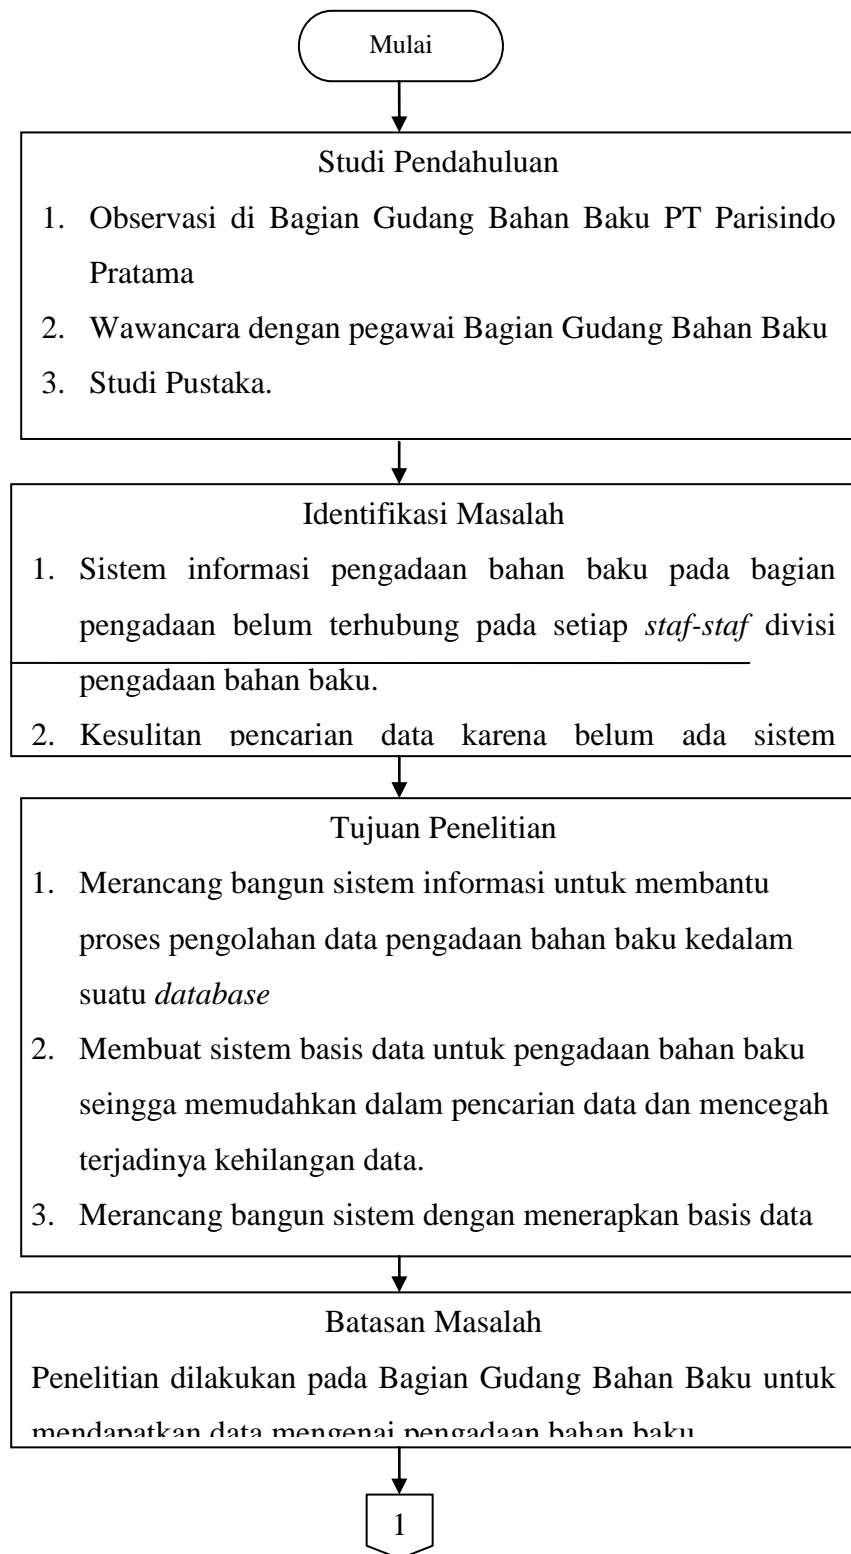 Mulai
Studi Pendahuluan
1. Observasi di Bagian Gudang Bahan Baku PT Parisindo
Pratama
2. Wawancara dengan pegawai Bagian Gudang Bahan Baku
3. Studi Pustaka.
Identifikasi Masalah
1. Sistem informasi pengadaan bahan baku pada bagian
pengadaan belum terhubung pada setiap staf-staf divisi
pengadaan bahan baku.
2. Kesulitan pencarian data karena belum ada sistem
Tujuan Penelitian
1. Merancang bangun sistem informasi untuk membantu
proses pengolahan data pengadaan bahan baku kedalam
suatu database
2. Membuat sistem basis data untuk pengadaan bahan baku
seingga memudahkan dalam pencarian data dan mencegah
terjadinya kehilangan data.
3. Merancang bangun sistem dengan menerapkan basis data
Batasan Masalah
Penelitian dilakukan pada Bagian Gudang Bahan Baku untuk
mendapatkan data mengenai pengadaan bahan baku
1